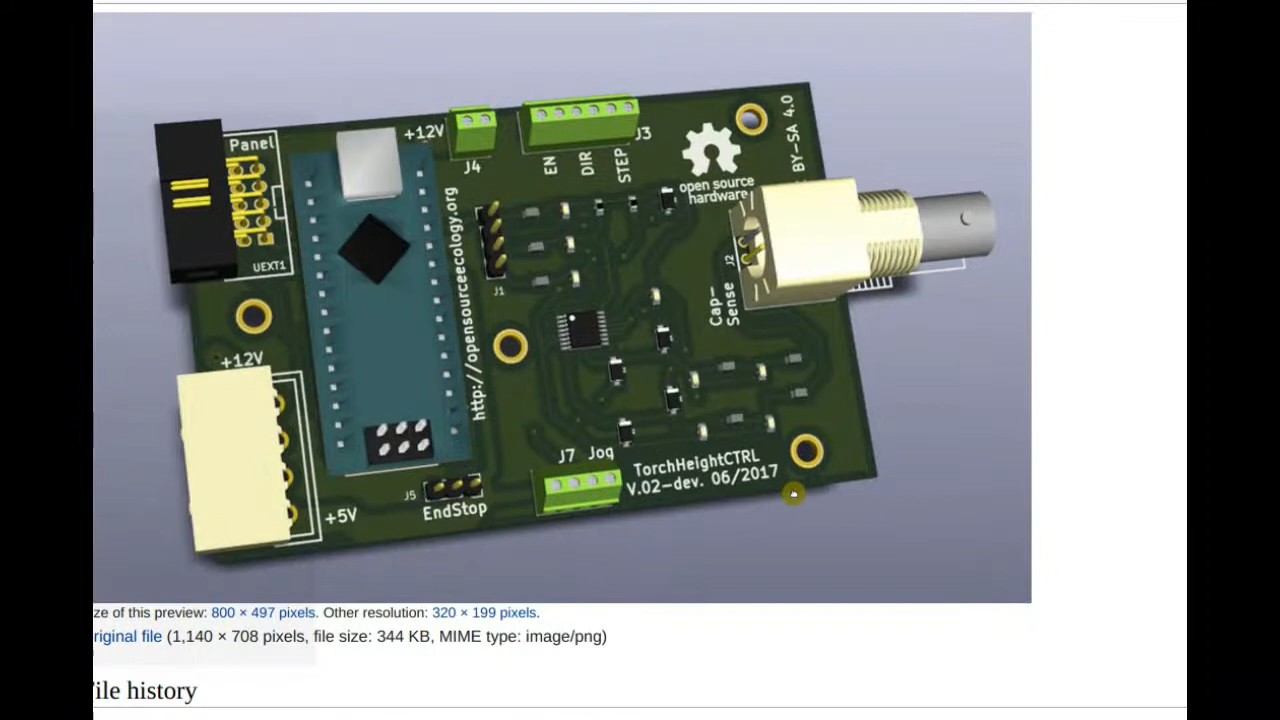 Panel
UEXT1
+12V
J4
EN
DIR
STEP
J3
open source
hardware
BY-SA 4.0
http://opensourceecology.org
J1
J2
Cap-
Sense
+12V
+5V
J5
EndStop
J7 Jog
TorchHeightCTRL
V.02-dev. 06/2017
ze of this preview: 800 × 497 pixels. Other resolution: 320 × 199 pixels.
riginal file (1,140 × 708 pixels, file size: 344 KB, MIME type: image/png)
ile history